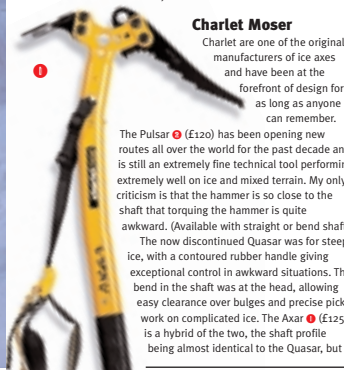 Charlet Moser
Charlet are one of the original
manufacturers of ice axes
and have been at the
forefront of design for
as long as anyone
can remember.
The Pulsar 2 (£120) has been opening new
routes all over the world for the past decade an
is still an extremely fine technical tool performin
extremely well on ice and mixed terrain. My only
criticism is that the hammer is so close to the
shaft that torquing the hammer is quite
awkward. (Available with straight or bend shaf
The now discontinued Quasar was for steep
ice, with a contoured rubber handle giving
exceptional control in awkward situations. Th
bend in the shaft was at the head, allowing
easy clearance over bulges and precise pick
work on complicated ice. The Axar 1 (£125
is a hybrid of the two, the shaft profile
being almost identical to the Quasar, but
1